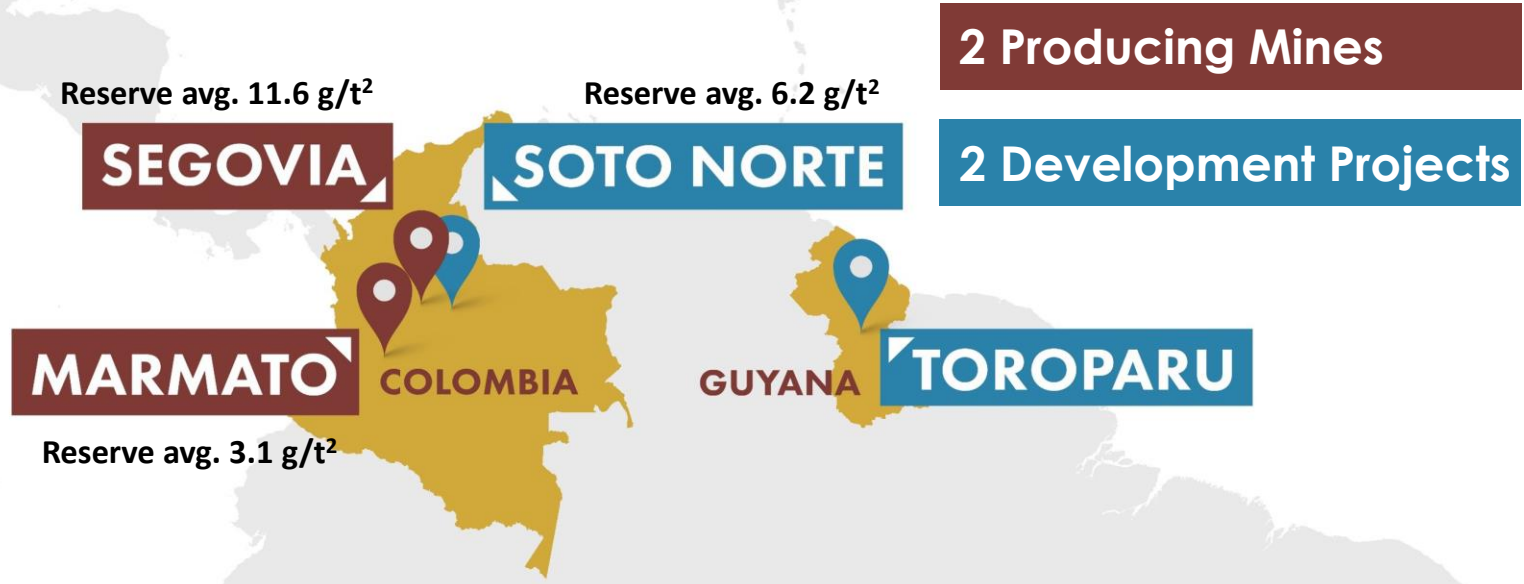 2 Producing Mines
2 Development Projects
Reserve avg. 11.6 g/t²
SEGOVIA
Reserve avg. 6.2 g/t²
SOTO NORTE
MARMATO
Reserve avg. 3.1 g/t²
COLOMBIA
GUYANA
TOROPARU